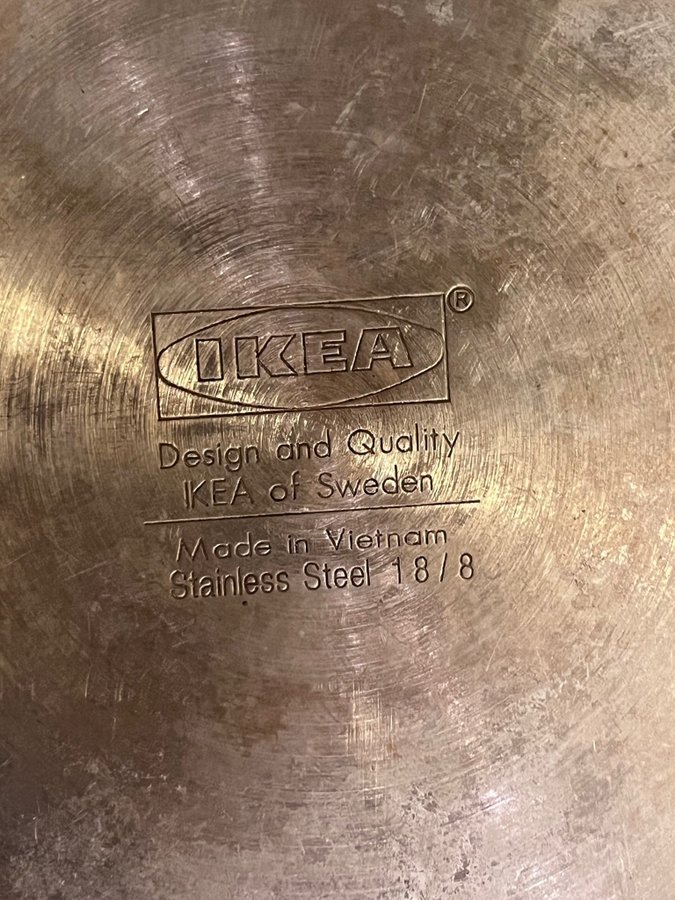 IKEA®
Design and Quality
IKEA of Sweden
Made in Vietnam
Stainless Steel 18/8